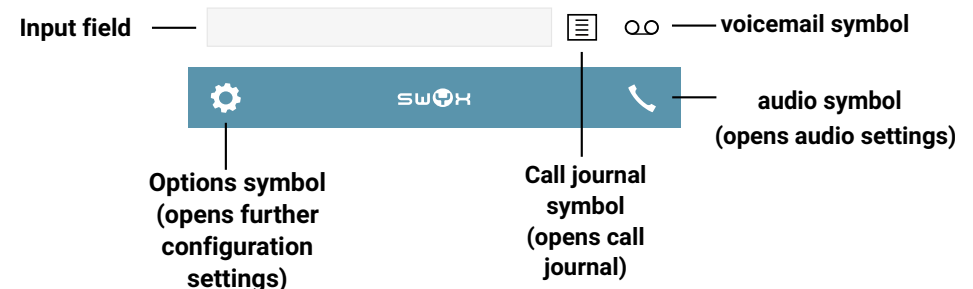 Input field
voicemail symbol
swyx
audio symbol
(opens audio settings)
Options symbol
(opens further
configuration
settings)
Call journal
symbol
(opens call
journal)